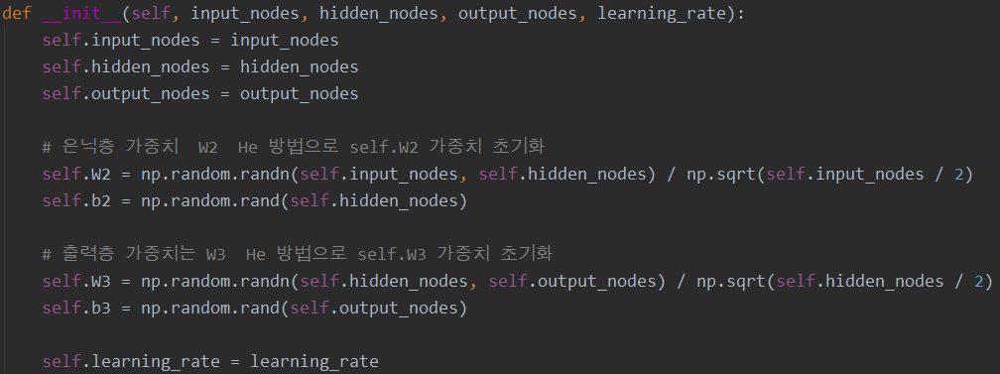 def __init__(self, input_nodes, hidden_nodes, output_nodes, learning_rate):
    self.input_nodes = input_nodes
    self.hidden_nodes = hidden_nodes
    self.output_nodes = output_nodes

    # 은닉층 가중치  W2  He 방법으로 self.W2 가중치 초기화
    self.W2 = np.random.randn(self.input_nodes, self.hidden_nodes) / np.sqrt(self.input_nodes / 2)
    self.b2 = np.random.rand(self.hidden_nodes)

    # 출력층 가중치는 W3  He 방법으로 self.W3 가중치 초기화
    self.W3 = np.random.randn(self.hidden_nodes, self.output_nodes) / np.sqrt(self.hidden_nodes / 2)
    self.b3 = np.random.rand(self.output_nodes)

    self.learning_rate = learning_rate